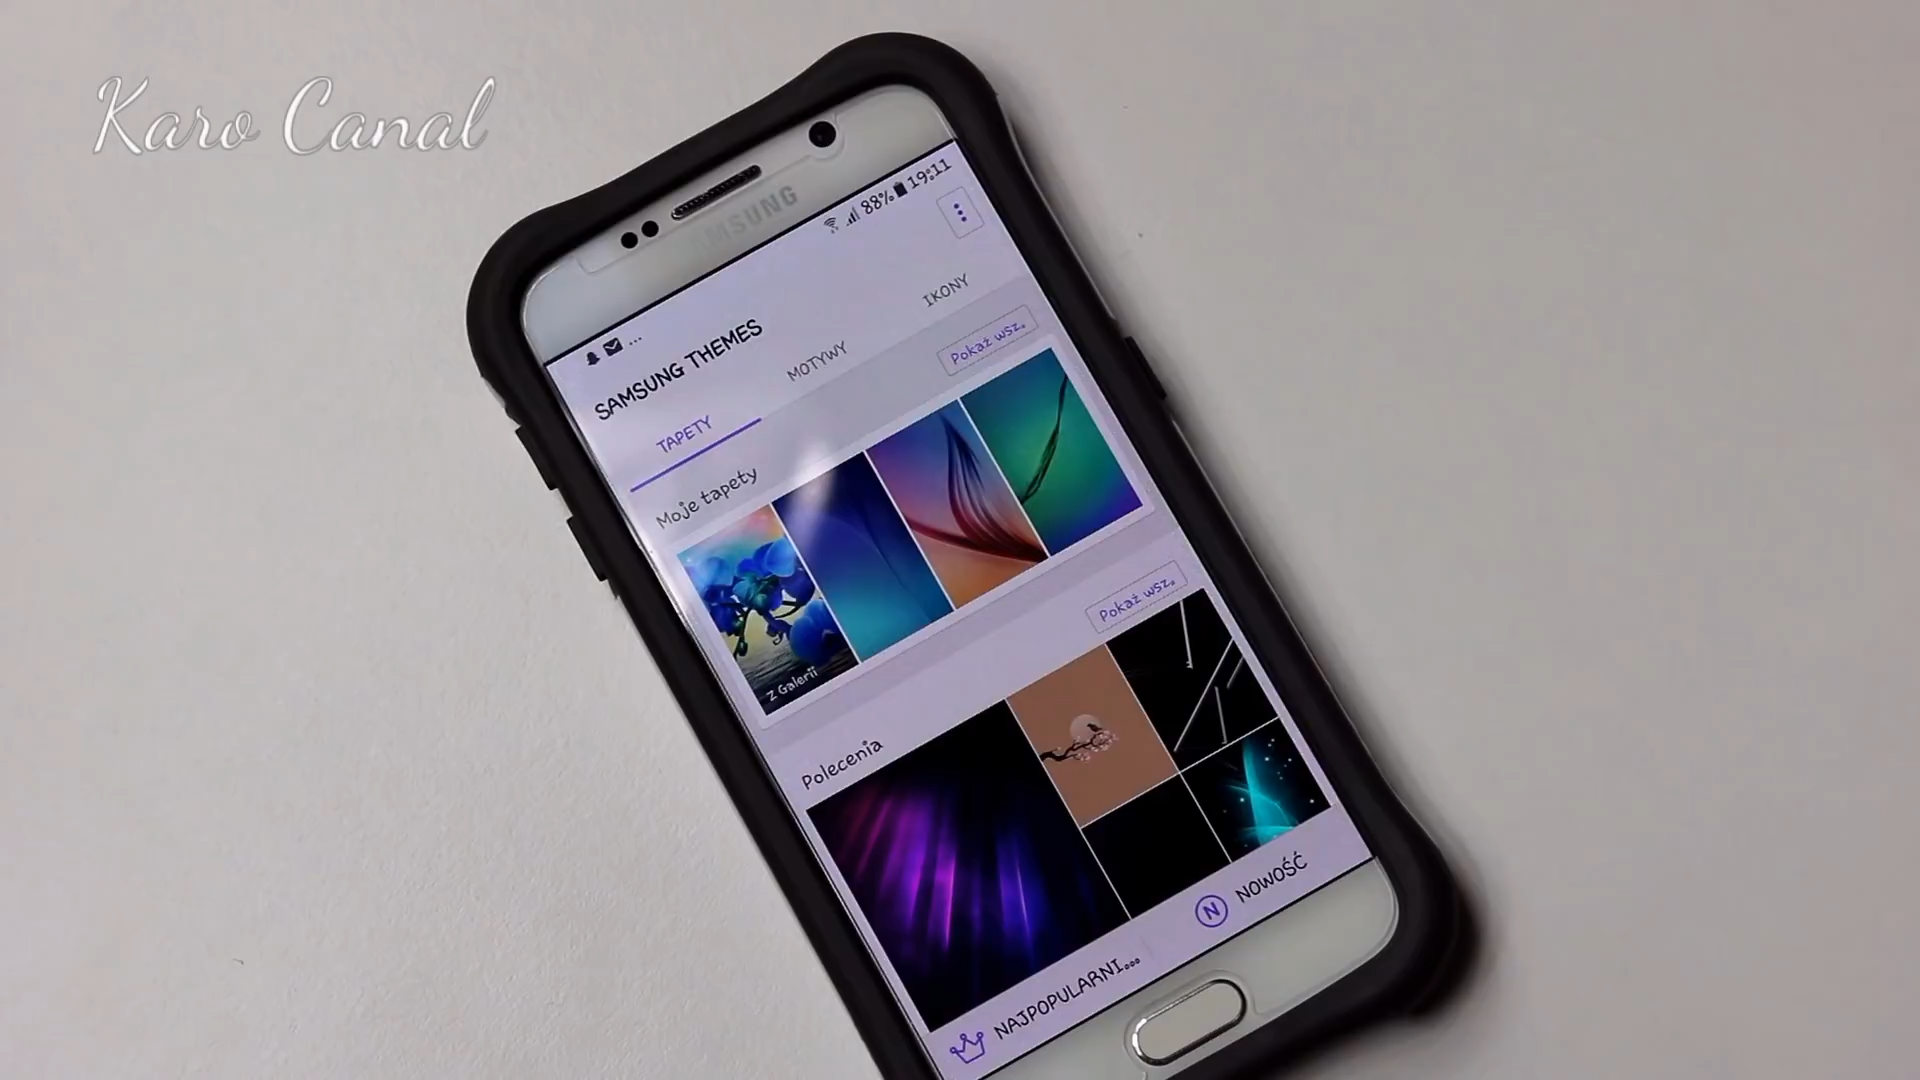 Karo Canal
SAMSUNG
88% 19:11
SAMSUNG THEMES
TAPETY
MOTYWY
IKONY
Moje tapety
Pokaż wsz.
Z Galerii
Polecenia
Pokaż wsz.
NAJPOPULARNI...
N NOWOŚĆ